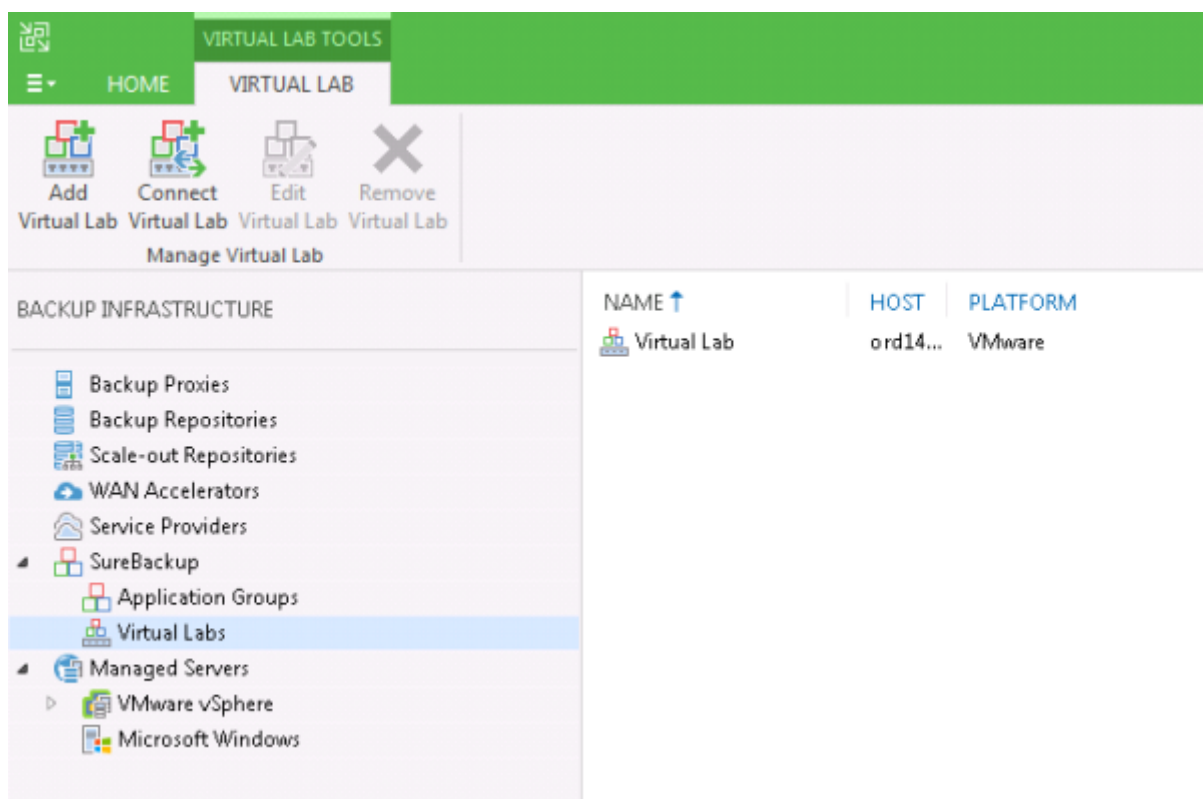 VIRTUAL LAB TOOLS
HOME VIRTUAL LAB
Add Virtual Lab
Connect Virtual Lab
Edit Virtual Lab
Remove Virtual Lab
Manage Virtual Lab
BACKUP INFRASTRUCTURE
Backup Proxies
Backup Repositories
Scale-out Repositories
WAN Accelerators
Service Providers
SureBackup
Application Groups
Virtual Labs
Managed Servers
VMware vSphere
Microsoft Windows
NAME HOST PLATFORM
Virtual Lab ord14... VMware